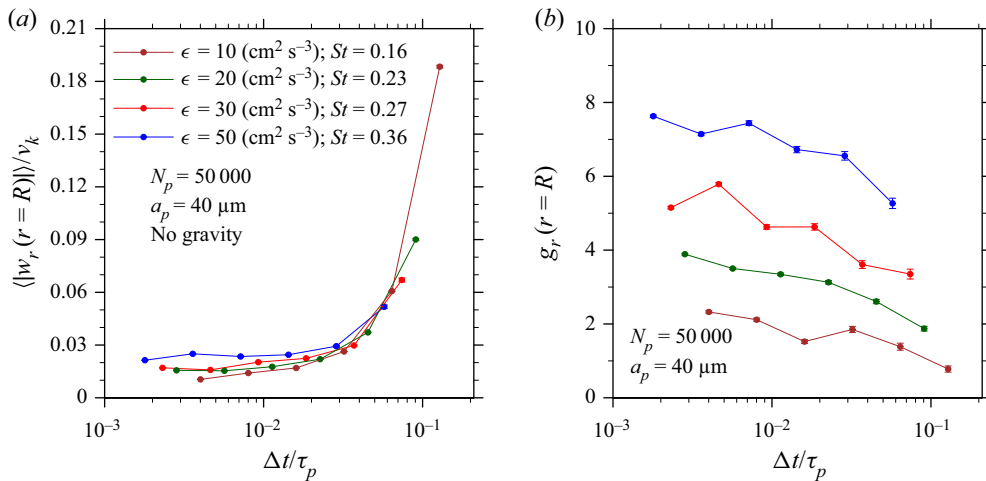 (a)
0.21
0.18
0.15
0.12
0.09
0.06
0.03
0
⟨|w_r (r = R)|⟩/v_k
ϵ = 10 (cm² s⁻³); St = 0.16
ϵ = 20 (cm² s⁻³); St = 0.23
ϵ = 30 (cm² s⁻³); St = 0.27
ϵ = 50 (cm² s⁻³); St = 0.36
N_p = 50 000
a_p = 40 µm
No gravity
10⁻³ 10⁻² 10⁻¹
Δt/τ_p
(b)
10
8
6
4
2
0
g_r (r = R)
N_p = 50 000
a_p = 40 µm
10⁻³ 10⁻² 10⁻¹
Δt/τ_p